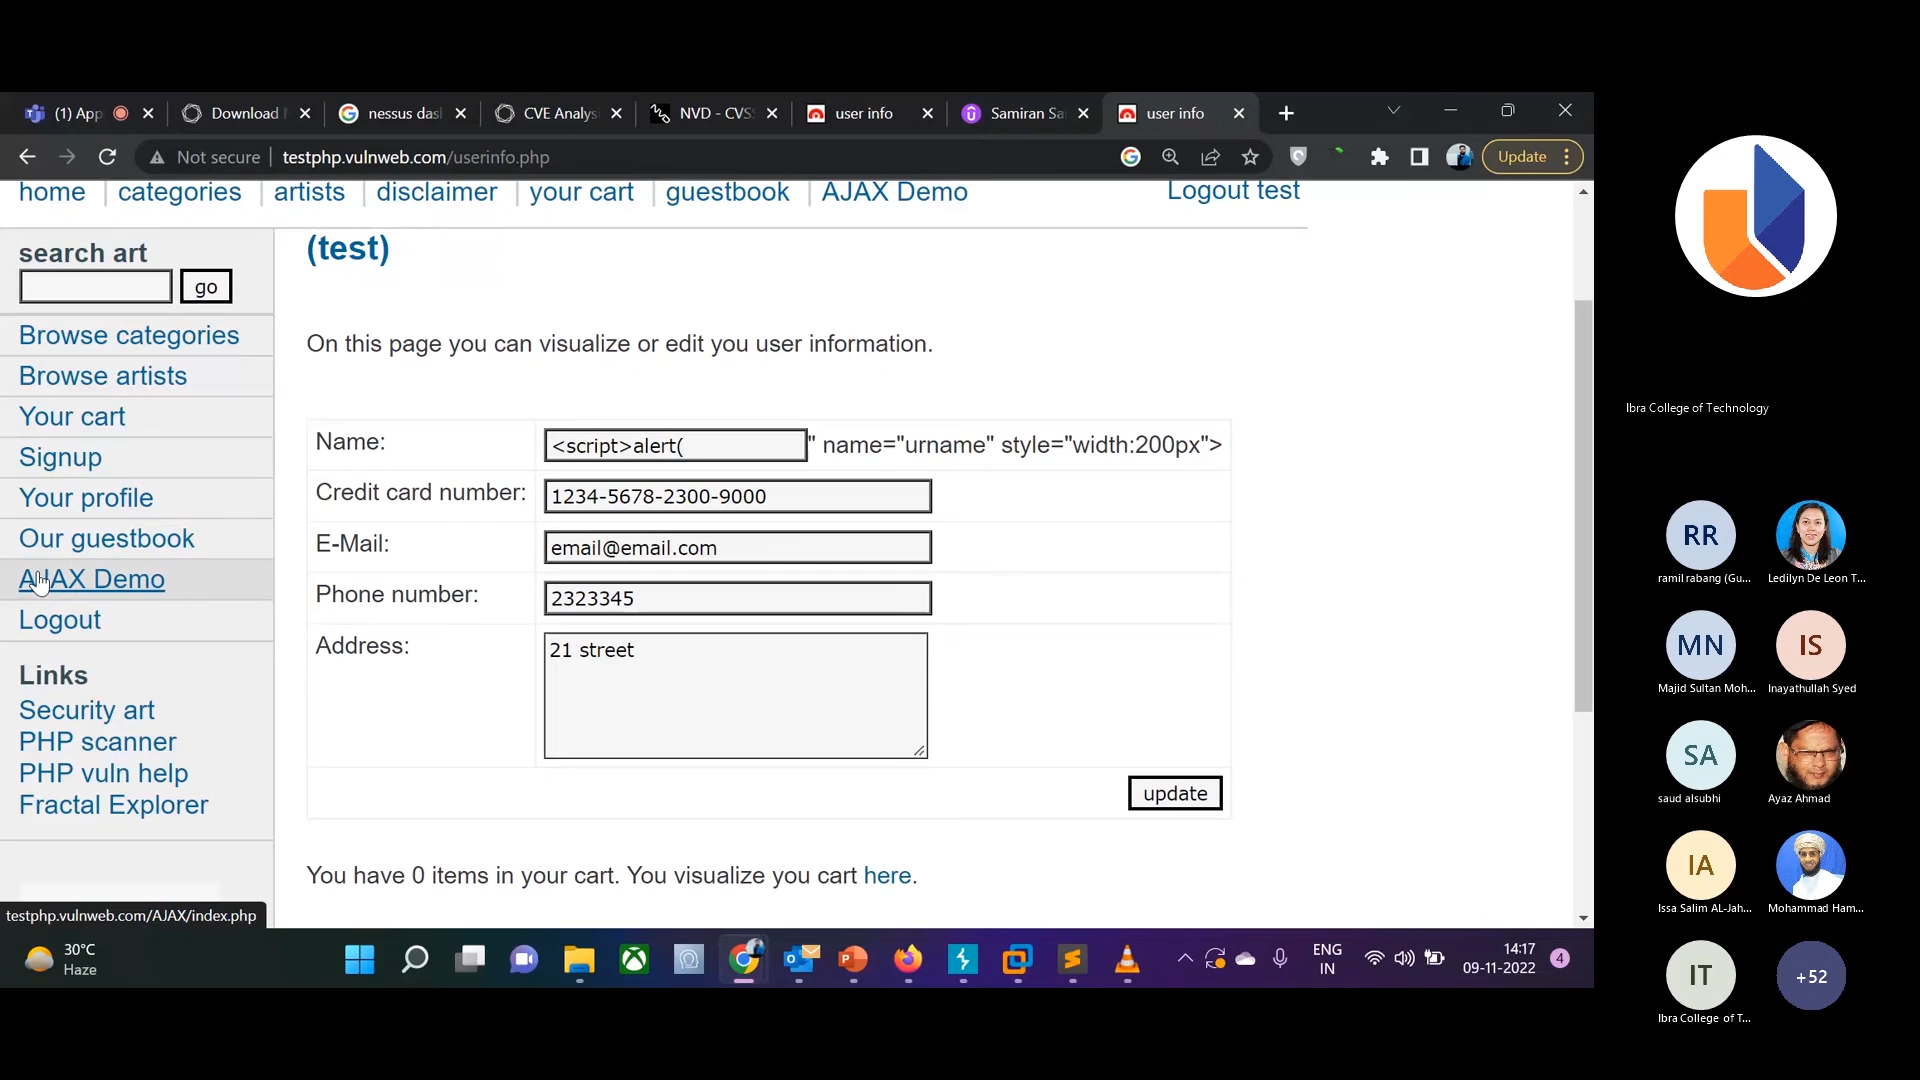 (1) App
Download
nessus das
CVE Analys
NVD - CVS
user info
Samiran Sa
user info
Not secure
testphp.vulnweb.com/userinfo.php
Update
home
categories
artists
disclaimer
your cart
guestbook
AJAX Demo
Logout test
search art
go
Browse categories
Browse artists
Your cart
Signup
Your profile
Our guestbook
AJAX Demo
Logout
Links
Security art
PHP scanner
PHP vuln help
Fractal Explorer
(test)
On this page you can visualize or edit you user information.
Name:
<script>alert(
" name="urname" style="width:200px">
Credit card number:
1234-5678-2300-9000
E-Mail:
email@email.com
Phone number:
2323345
Address:
21 street
update
You have 0 items in your cart. You visualize you cart here.
testphp.vulnweb.com/AJAX/index.php
30°C
Haze
ENG
IN
14:17
09-11-2022
4
Ibra College of Technology
RR
ramil rabang (Gu...
Ledilyn De Leon T...
MN
Majid Sultan Moh...
IS
Inayathullah Syed
SA
saud alsubhi
Ayaz Ahmad
IA
Issa Salim AL-Jah...
Mohammad Ham...
IT
Ibra College of T...
+52